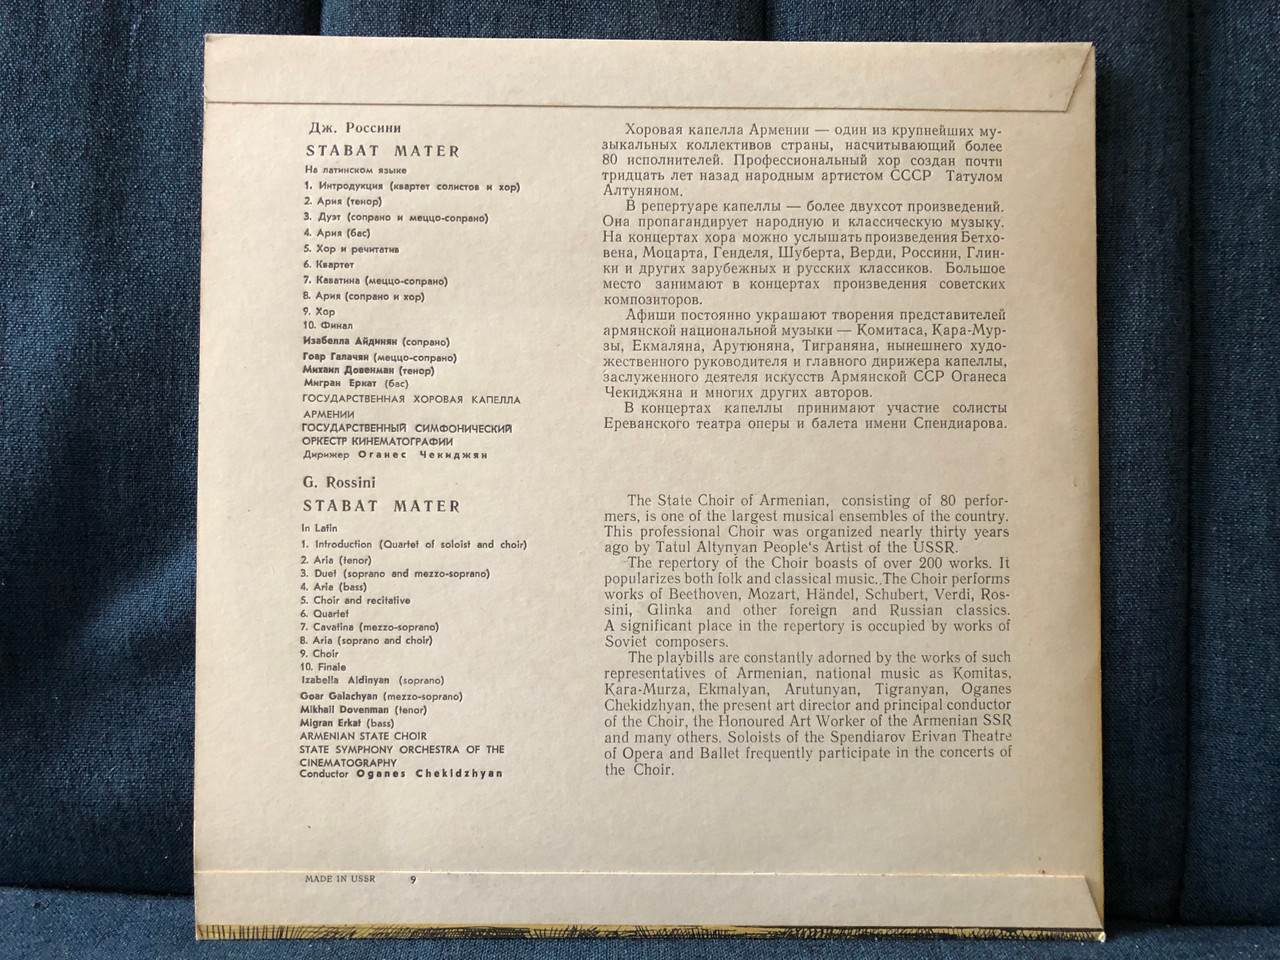 Дж. Россини
STABAT MATER
На латинском языке
1. Интродукция (квартет солистов и хор)
2. Ария (тенор)
3. Дуэт (сопрано и меццо-сопрано)
4. Ария (бас)
5. Хор и речитатив
6. Квартет
7. Каватина (меццо-сопрано)
8. Ария (сопрано и хор)
9. Хор
10. Финал
Изабелла Айдинян (сопрано)
Гоар Галачян (меццо-сопрано)
Михаил Довенман (тенор)
Мигран Еркат (бас)
ГОСУДАРСТВЕННАЯ ХОРОВАЯ КАПЕЛЛА
АРМЕНИИ
ГОСУДАРСТВЕННЫЙ СИМФОНИЧЕСКИЙ
ОРКЕСТР КИНЕМАТОГРАФИИ
Дирижер Оганес Чекиджян
G. Rossini
STABAT MATER
In Latin
1. Introduction (Quartet of soloist and choir)
2. Aria (tenor)
3. Duet (soprano and mezzo-soprano)
4. Aria (bass)
5. Choir and recitative
6. Quartet
7. Cavatina (mezzo-soprano)
8. Aria (soprano and choir)
9. Choir
10. Finale
Izabella Aidinyan (soprano)
Goar Galachyan (mezzo-soprano)
Mikhail Dovenman (tenor)
Migran Erkat (bass)
ARMENIAN STATE CHOIR
STATE SYMPHONY ORCHESTRA OF THE
CINEMATOGRAPHY
Conductor Oganes Chekidzhyan
Хоровая капелла Армении — один из крупнейших му-
зыкальных коллективов страны, насчитывающий более
80 исполнителей. Профессиональный хор создан почти
тридцать лет назад народным артистом СССР Татулом
Алтуняном.
В репертуаре капеллы — более двухсот произведений.
Она пропагандирует народную и классическую музыку.
На концертах хора можно услышать произведения Бетхо-
вена, Моцарта, Генделя, Шуберта, Верди, Россини, Глин-
ки и других зарубежных и русских классиков. Большое
место занимают в концертах произведения советских
композиторов.
Афиши постоянно украшают творения представителей
армянской национальной музыки — Комитаса, Кара-Мур-
зы, Екмаляна, Арутюняна, Тиграняна, нынешнего худо-
жественного руководителя и главного дирижера капеллы,
заслуженного деятеля искусств Армянской ССР Оганеса
Чекиджяна и многих других авторов.
В концертах капеллы принимают участие солисты
Ереванского театра оперы и балета имени Спендиарова.
The State Choir of Armenian, consisting of 80 perfor-
mers, is one of the largest musical ensembles of the country.
This professional Choir was organized nearly thirty years
ago by Tatul Altynyan People's Artist of the USSR.
The repertory of the Choir boasts of over 200 works. It
popularizes both folk and classical music. The Choir performs
works of Beethoven, Mozart, Händel, Schubert, Verdi, Ros-
sini, Glinka and other foreign and Russian classics.
A significant place in the repertory is occupied by works of
Soviet composers.
The playbills are constantly adorned by the works of such
representatives of Armenian, national music as Komitas,
Kara-Murza, Ekmalyan, Arutunyan, Tigranyan, Oganes
Chekidzhyan, the present art director and principal conductor
of the Choir, the Honoured Art Worker of the Armenian SSR
and many others. Soloists of the Spendiarov Erivan Theatre
of Opera and Ballet frequently participate in the concerts of
the Choir.
MADE IN USSR 9